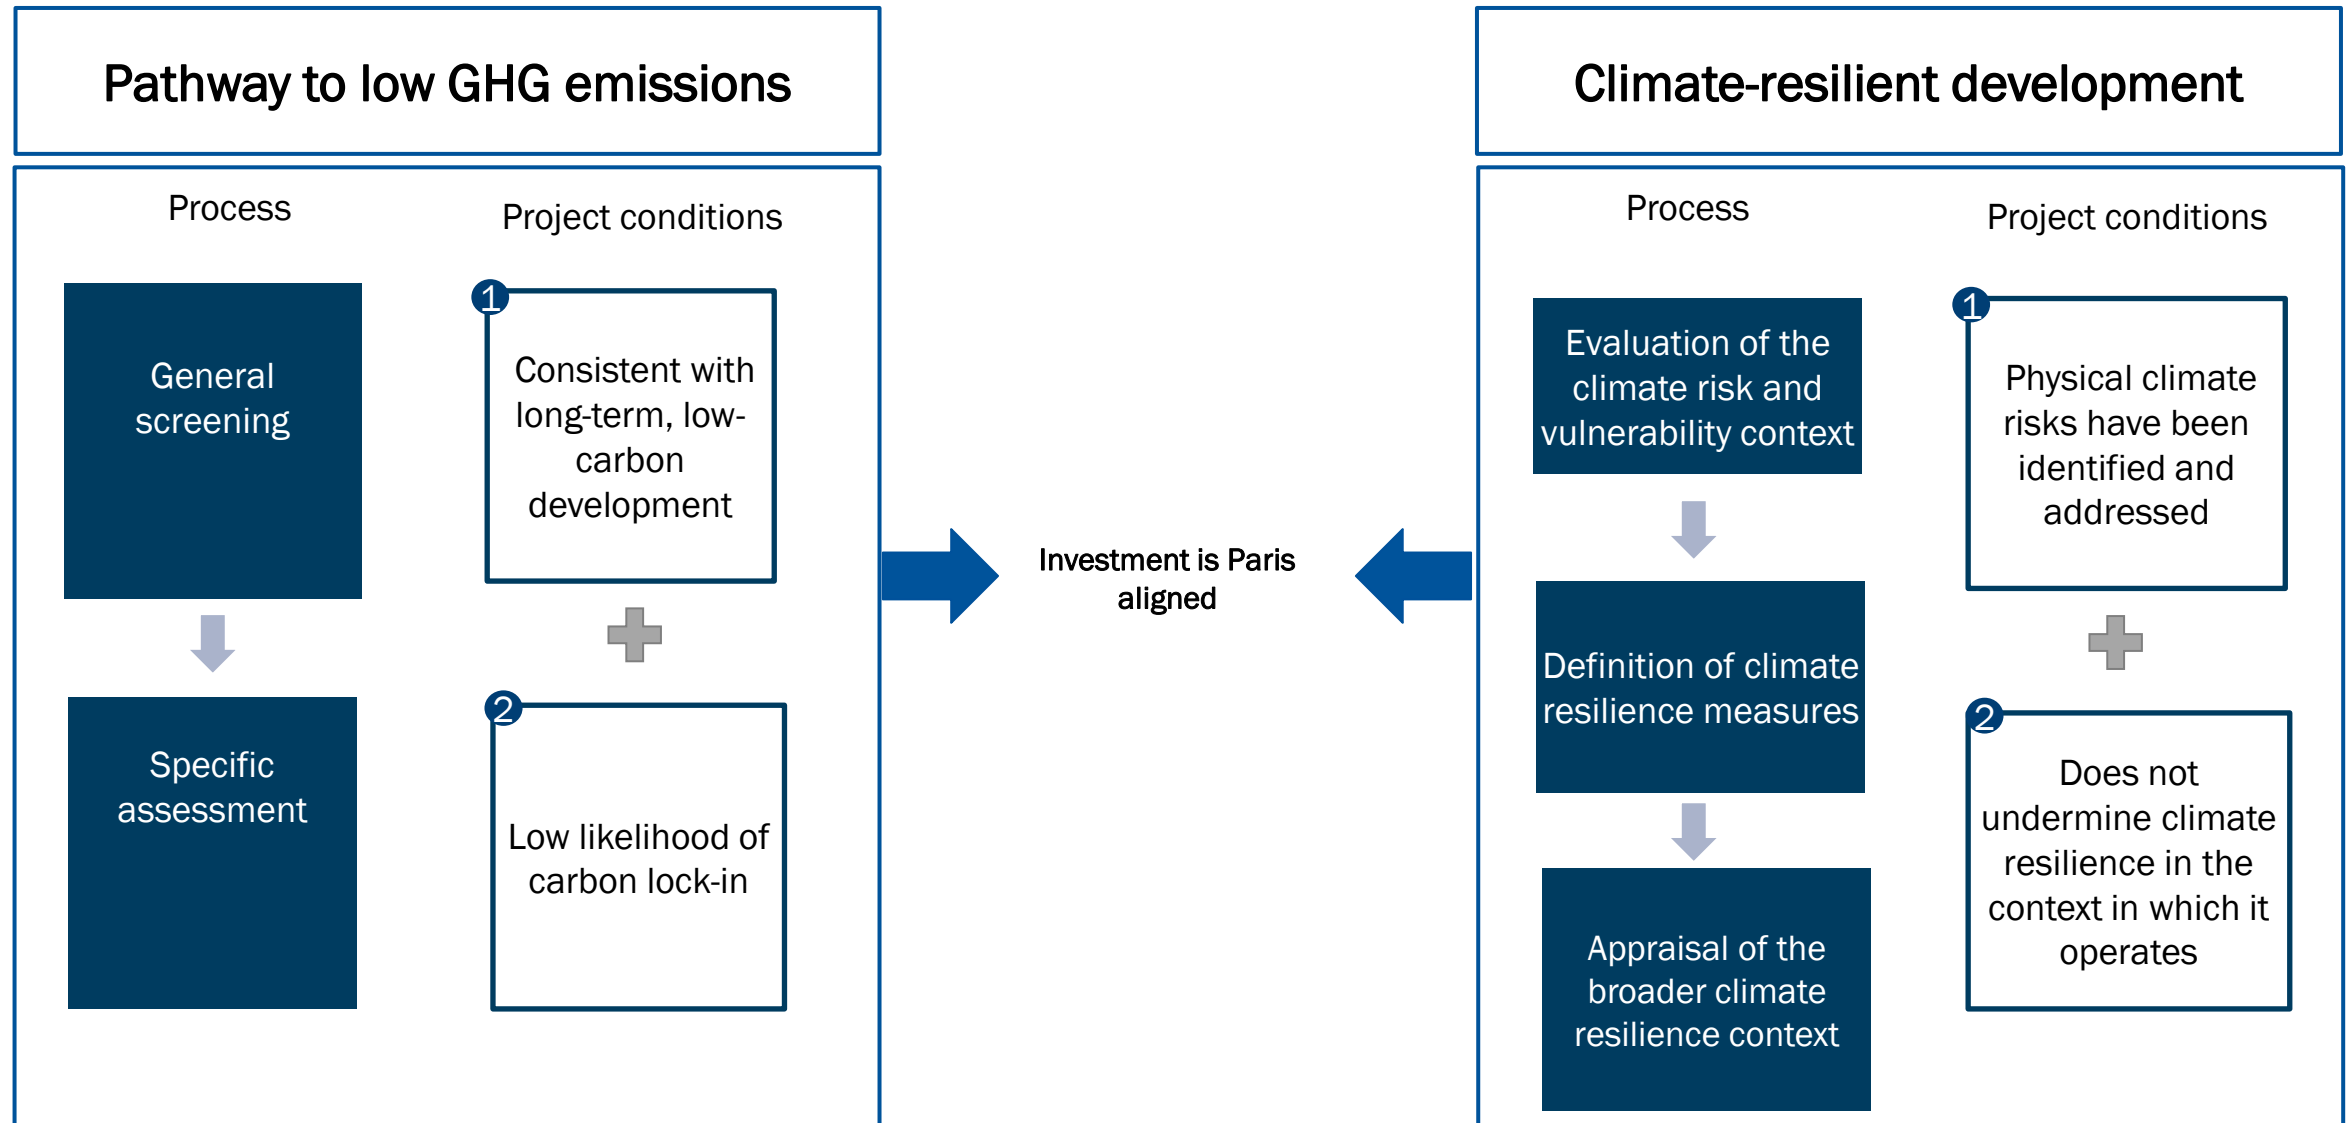 Pathway to low GHG emissions
Process
Project conditions
General
screening
1
Consistent with
long-term, low-
carbon
development
Specific
assessment
2
Low likelihood of
carbon lock-in
Investment is Paris
aligned
Climate-resilient development
Process
Project conditions
Evaluation of the
climate risk and
vulnerability context
1
Physical climate
risks have been
identified and
addressed
Definition of climate
resilience measures
2
Does not
undermine climate
resilience in the
context in which it
operates
Appraisal of the
broader climate
resilience context